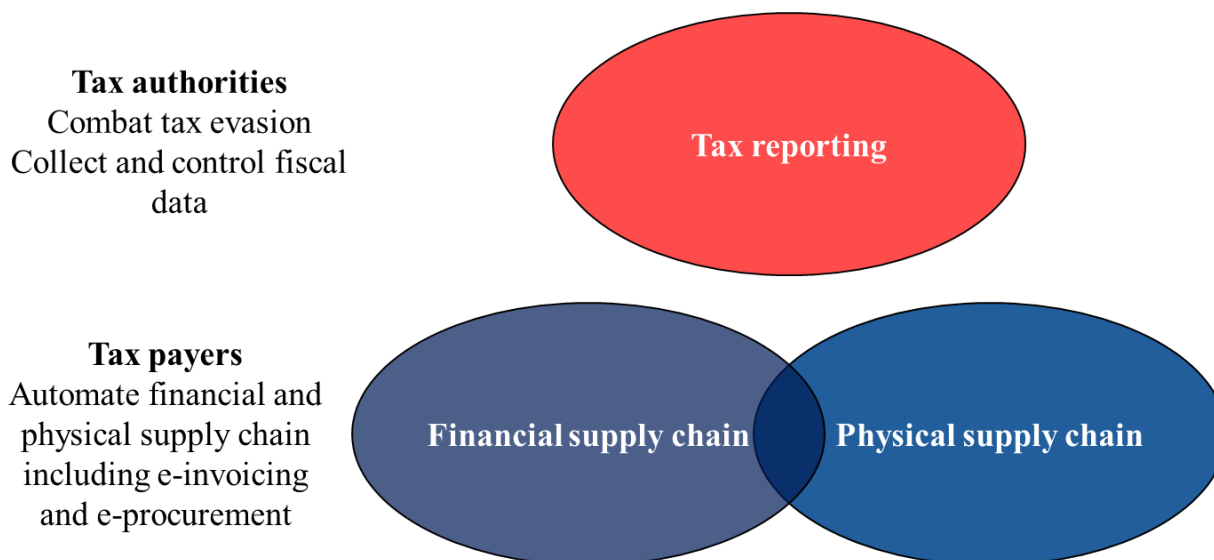 Tax authorities
Combat tax evasion
Collect and control fiscal
data
Tax reporting
Tax payers
Automate financial and
physical supply chain
including e-invoicing
and e-procurement
Financial supply chain
Physical supply chain